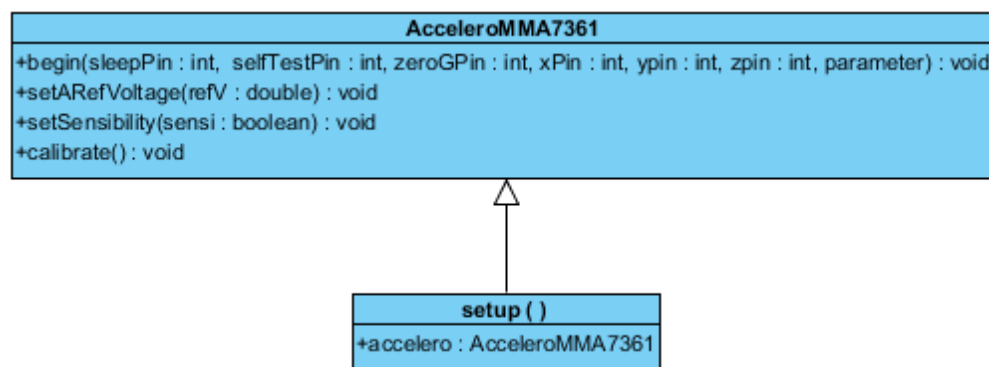 AcceleroMMA7361
+begin(sleepPin : int, selfTestPin : int, zeroGPin : int, xPin : int, ypin : int, zpin : int, parameter) : void
+setARefVoltage(refV : double) : void
+setSensibility(sensi : boolean) : void
+calibrate() : void
setup ( )
+accelero : AcceleroMMA7361